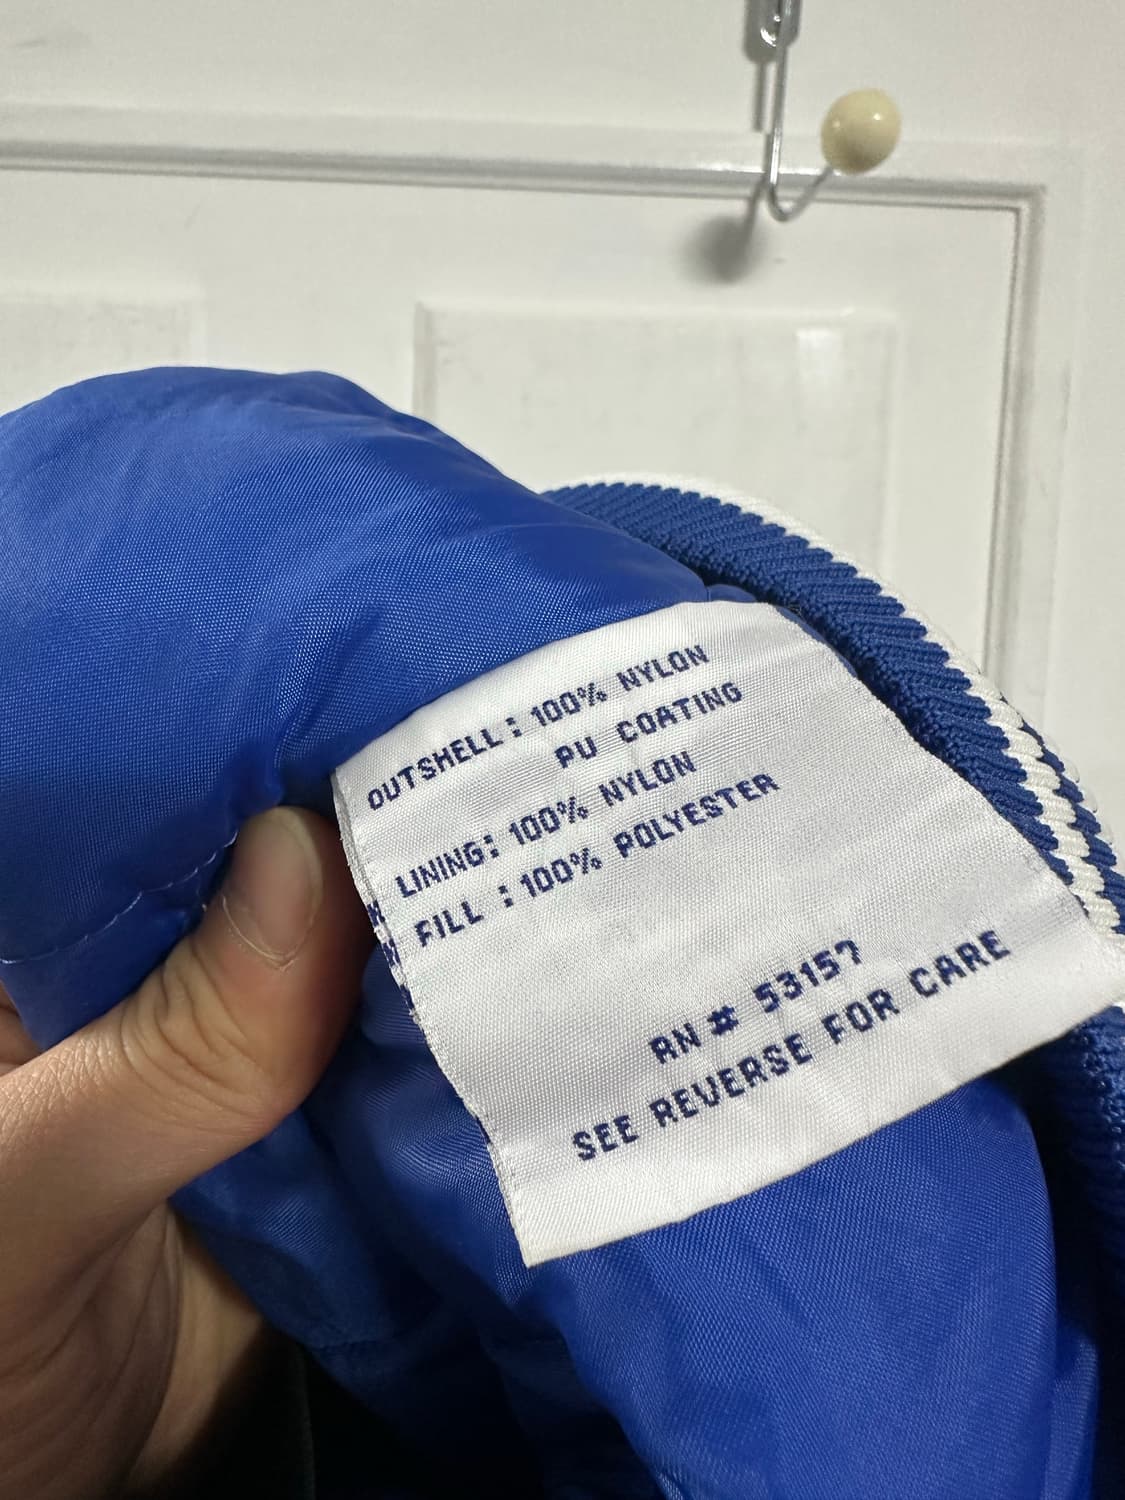 OUTSHELL: 100% NYLON
PU COATING
LINING: 100% NYLON
FILL : 100% POLYESTER
RN # 53157
SEE REVERSE FOR CARE